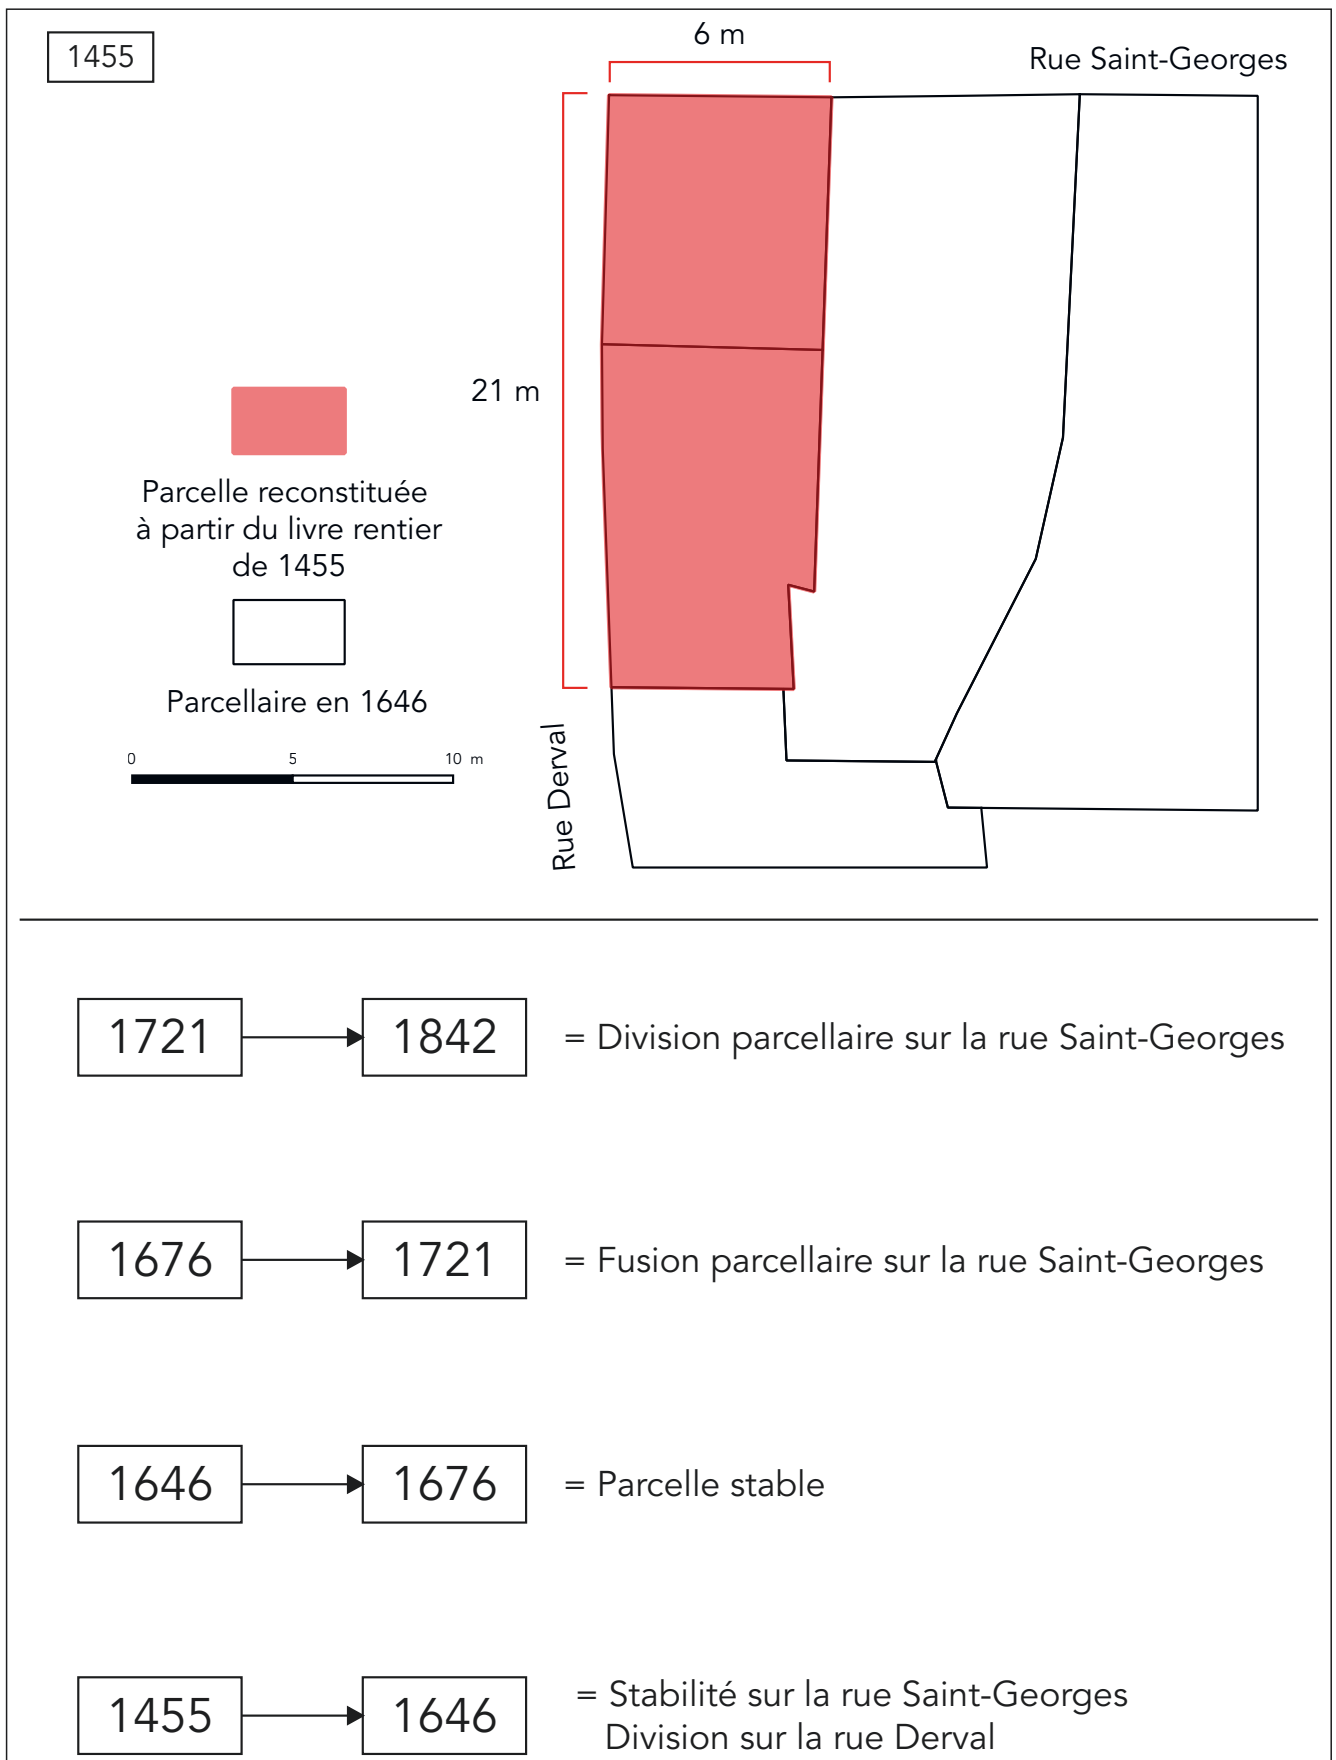 1455
6 m
Rue Saint-Georges
21 m
Parcelle reconstituée
à partir du livre rentier
de 1455
Parcellaire en 1646
0 5 10 m
Rue Derval
1721 1842 = Division parcellaire sur la rue Saint-Georges
1676 1721 = Fusion parcellaire sur la rue Saint-Georges
1646 1676 = Parcelle stable
1455 1646 = Stabilité sur la rue Saint-Georges
Division sur la rue Derval